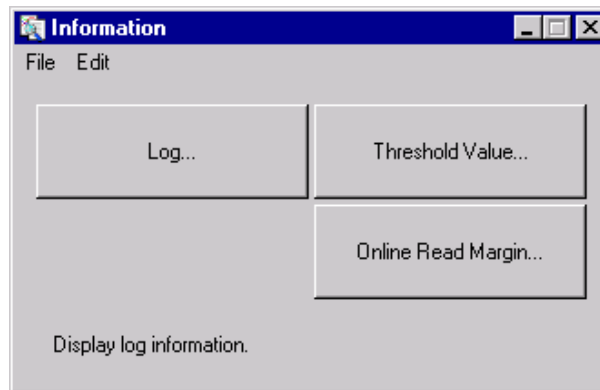 Information
File Edit
Log...
Threshold Value...
Online Read Margin...
Display log information.